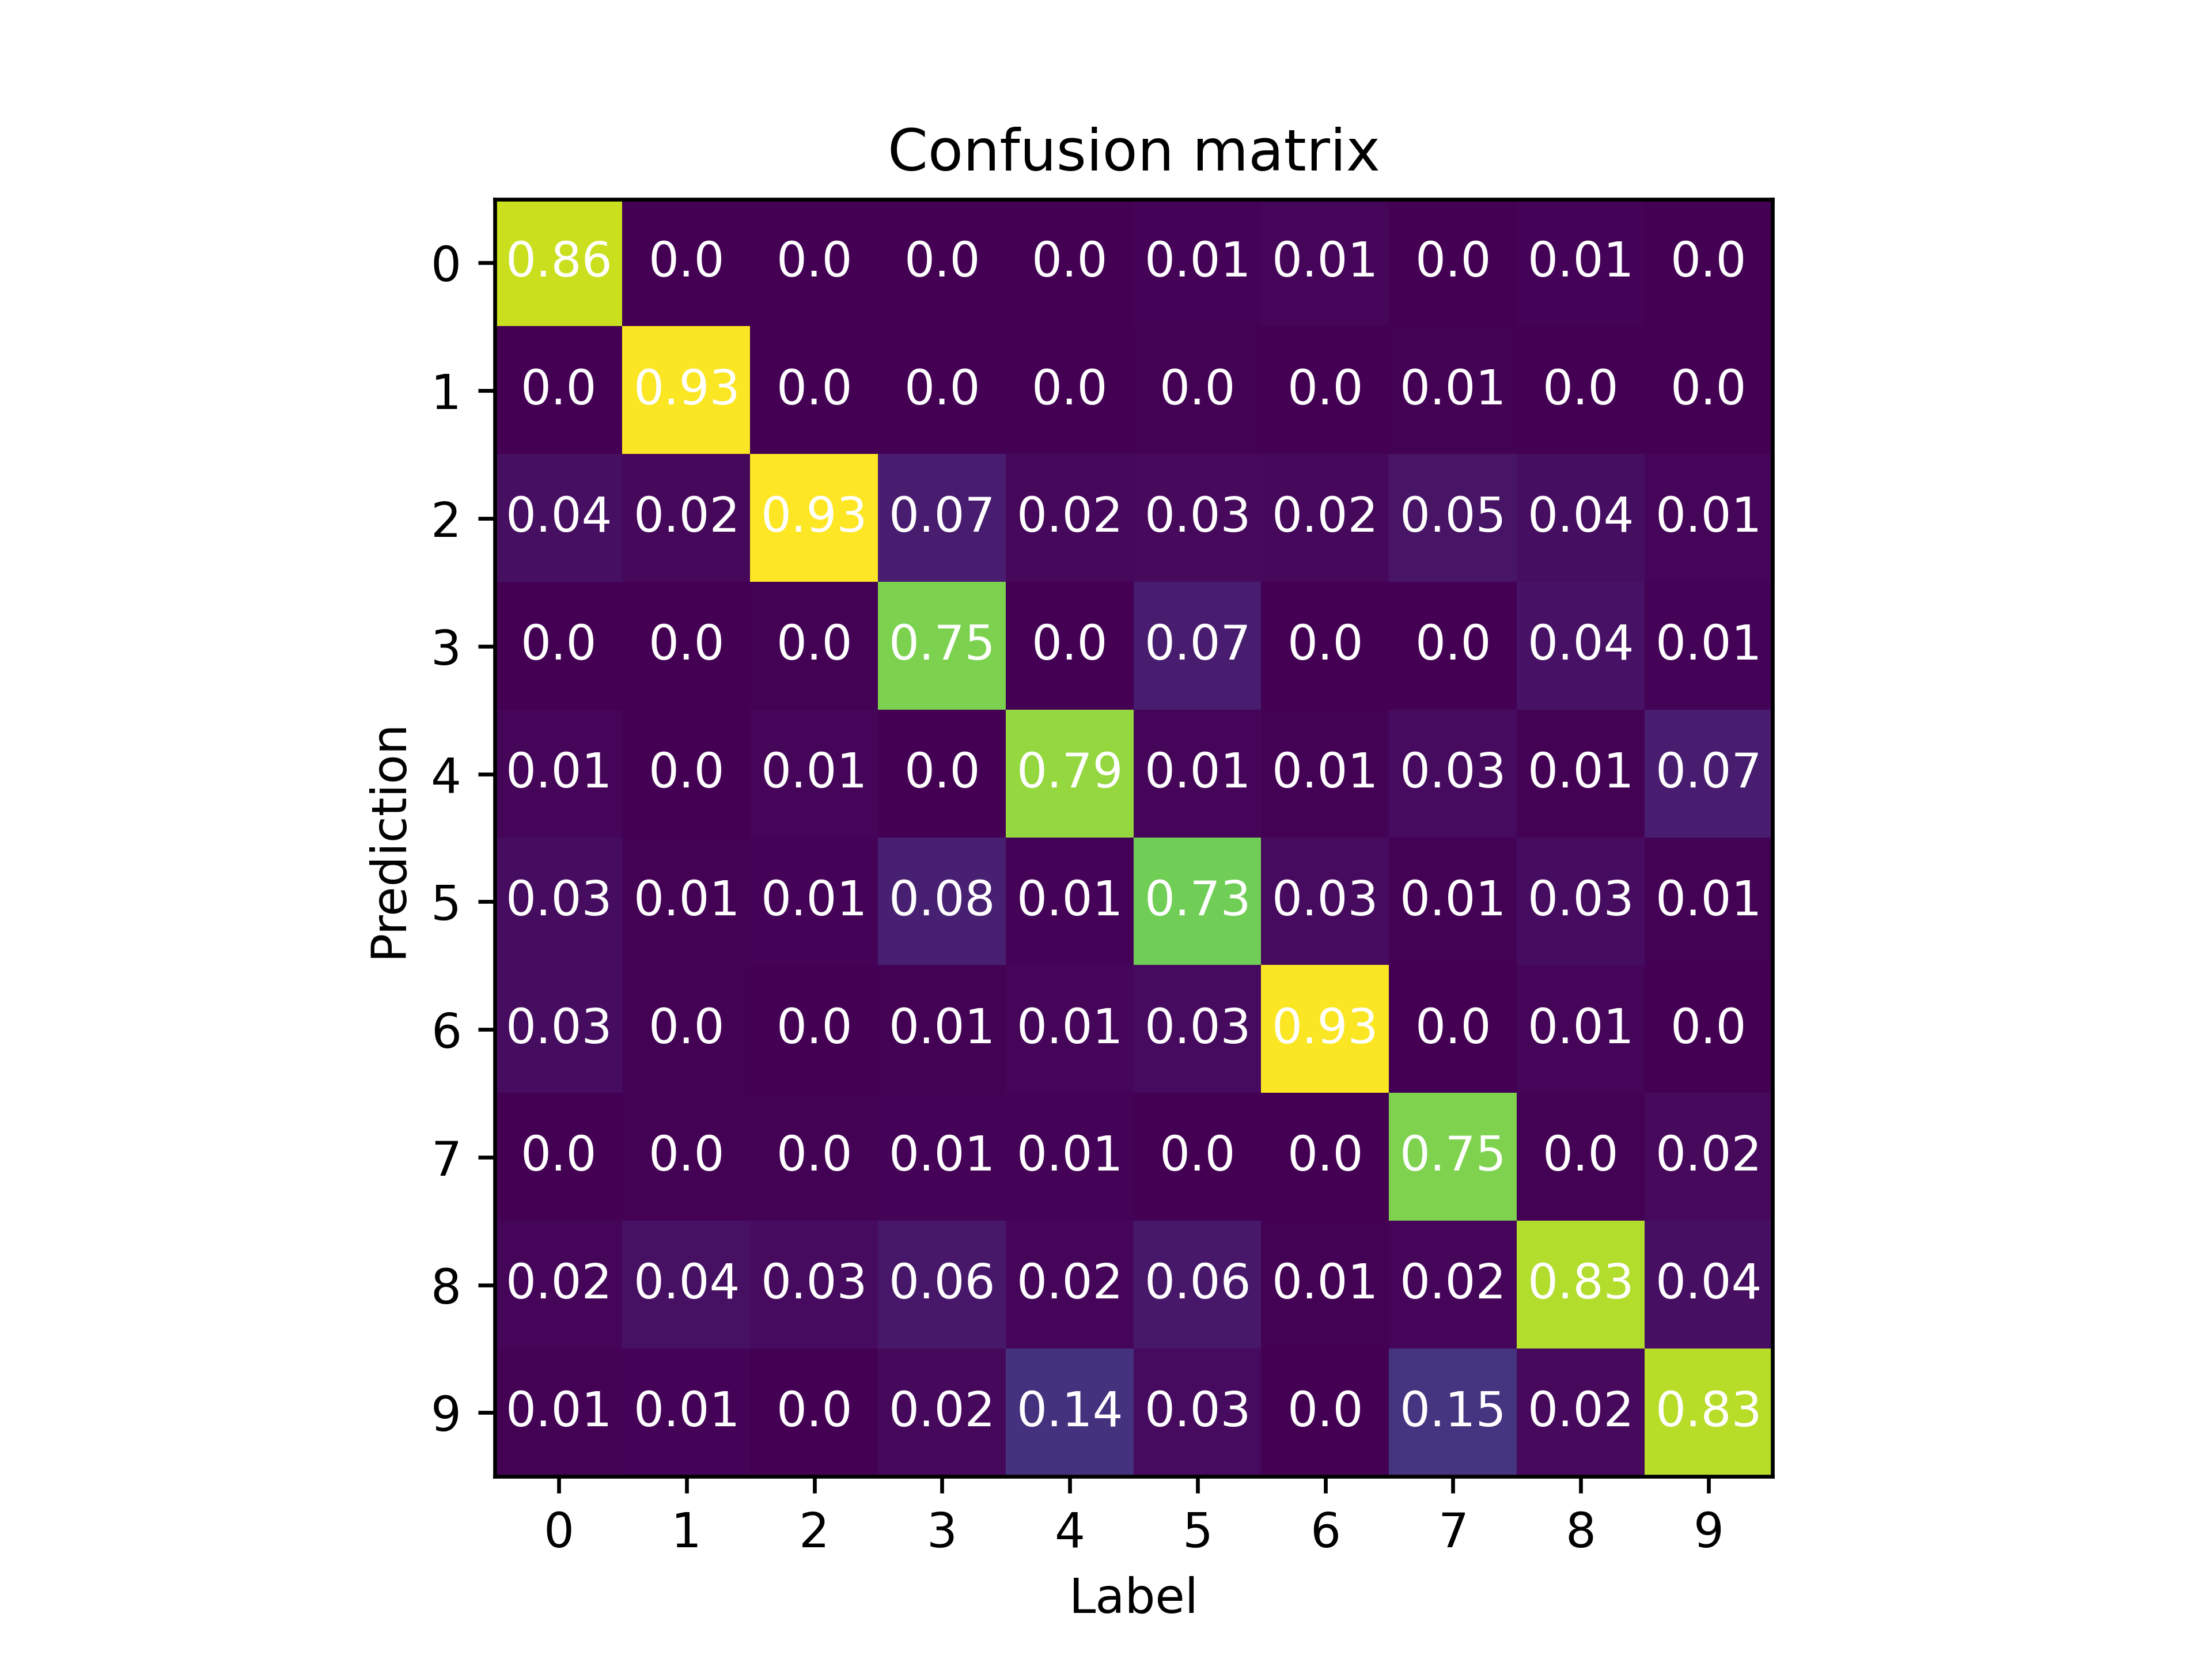 Confusion matrix
0 0.86 0.0 0.0 0.0 0.0 0.01 0.01 0.0 0.01 0.0
1 0.0 0.93 0.0 0.0 0.0 0.0 0.0 0.01 0.0 0.0
2 0.04 0.02 0.93 0.07 0.02 0.03 0.02 0.05 0.04 0.01
3 0.0 0.0 0.0 0.75 0.0 0.07 0.0 0.0 0.04 0.01
4 0.01 0.0 0.01 0.0 0.79 0.01 0.01 0.03 0.01 0.07
5 0.03 0.01 0.01 0.08 0.01 0.73 0.03 0.01 0.03 0.01
6 0.03 0.0 0.0 0.01 0.01 0.03 0.93 0.0 0.01 0.0
7 0.0 0.0 0.0 0.01 0.01 0.0 0.0 0.75 0.0 0.02
8 0.02 0.04 0.03 0.06 0.02 0.06 0.01 0.02 0.83 0.04
9 0.01 0.01 0.0 0.02 0.14 0.03 0.0 0.15 0.02 0.83
0 1 2 3 4 5 6 7 8 9
Label
Prediction